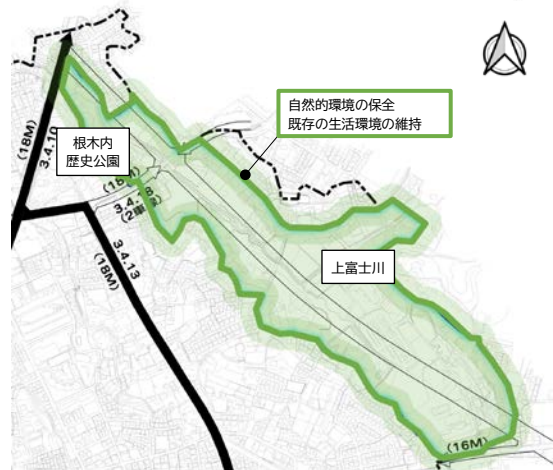 自然的環境の保全
既存の生活環境の維持
根木内
歴史公園
上富士川
3.4.10
(18M)
3.4.13
(18M)
(16M)